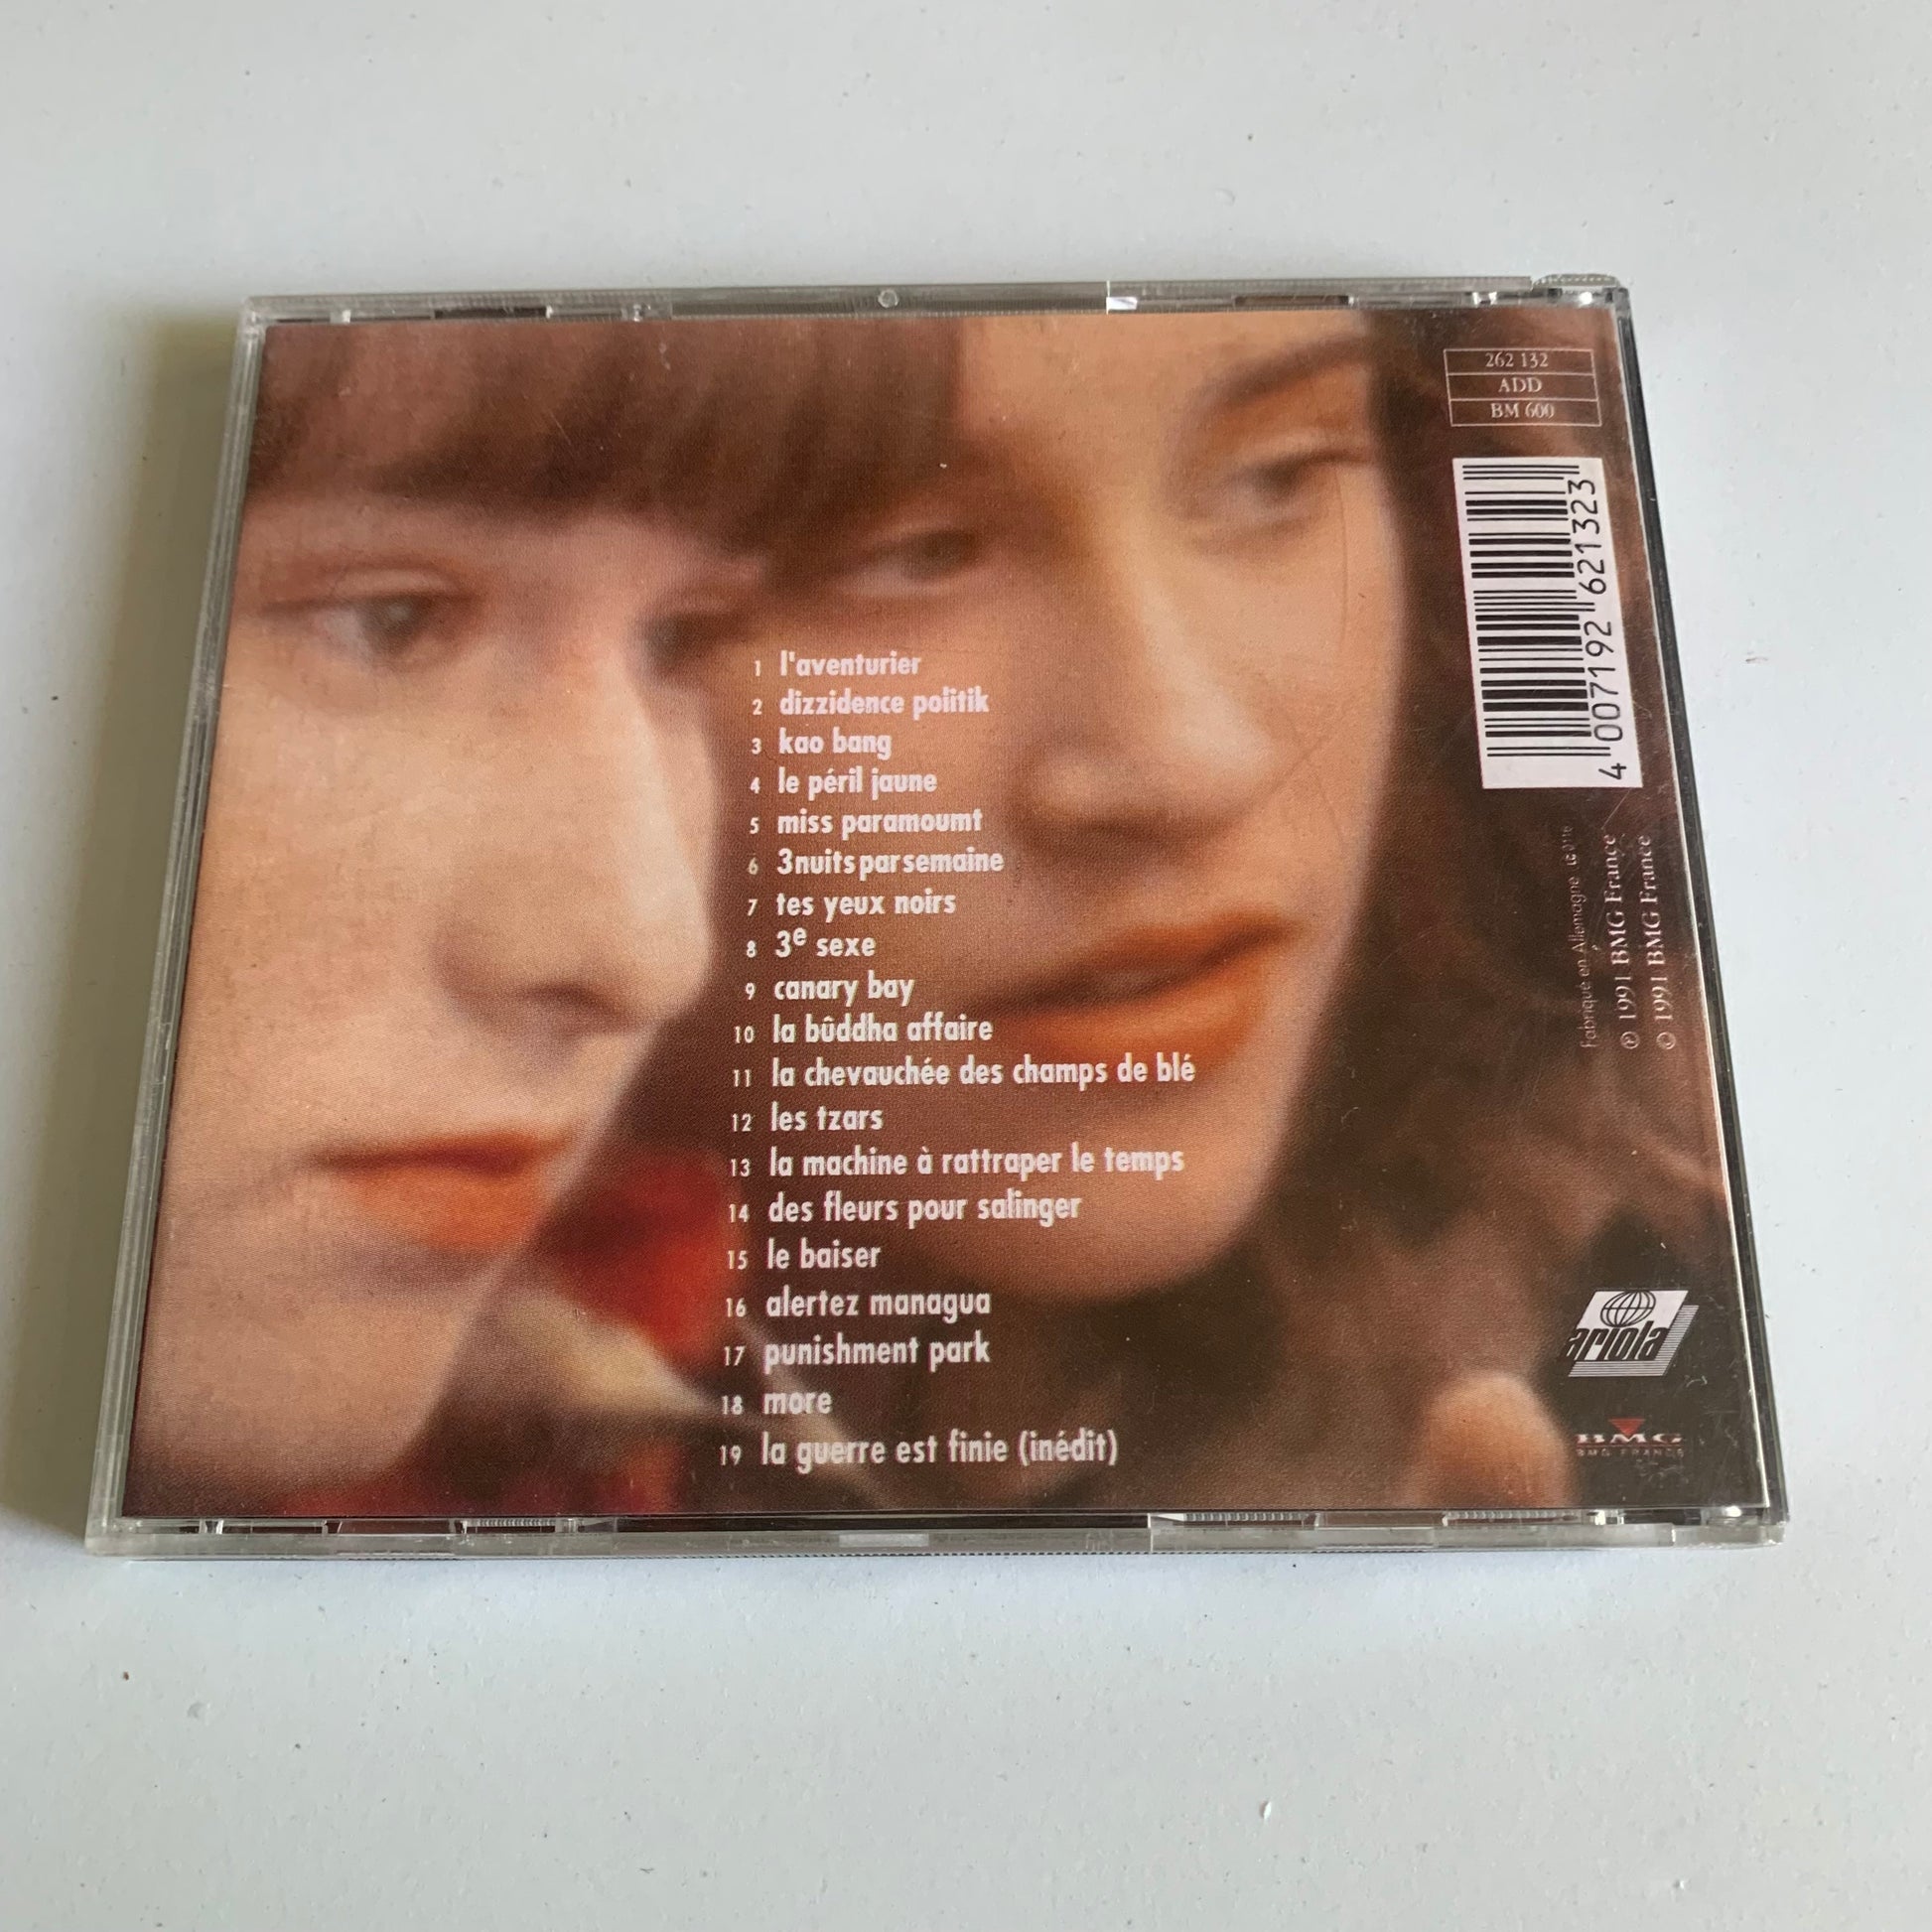 262 132
ADD
BM 600
4 007192 621323
Fabriqué en Allemagne
℗ 1991 BMG France
© 1991 BMG France
1 l'aventurier
2 dizzidence politik
3 kao bang
4 le péril jaune
5 miss paramoumt
6 3nuitsparsemaine
7 tes yeux noirs
8 3e sexe
9 canary bay
10 la bûddha affaire
11 la chevauchée des champs de blé
12 les tzars
13 la machine à rattraper le temps
14 des fleurs pour salinger
15 le baiser
16 alertez managua
17 punishment park
18 more
19 la guerre est finie (inédit)
ariola
BMG
BMG FRANCE